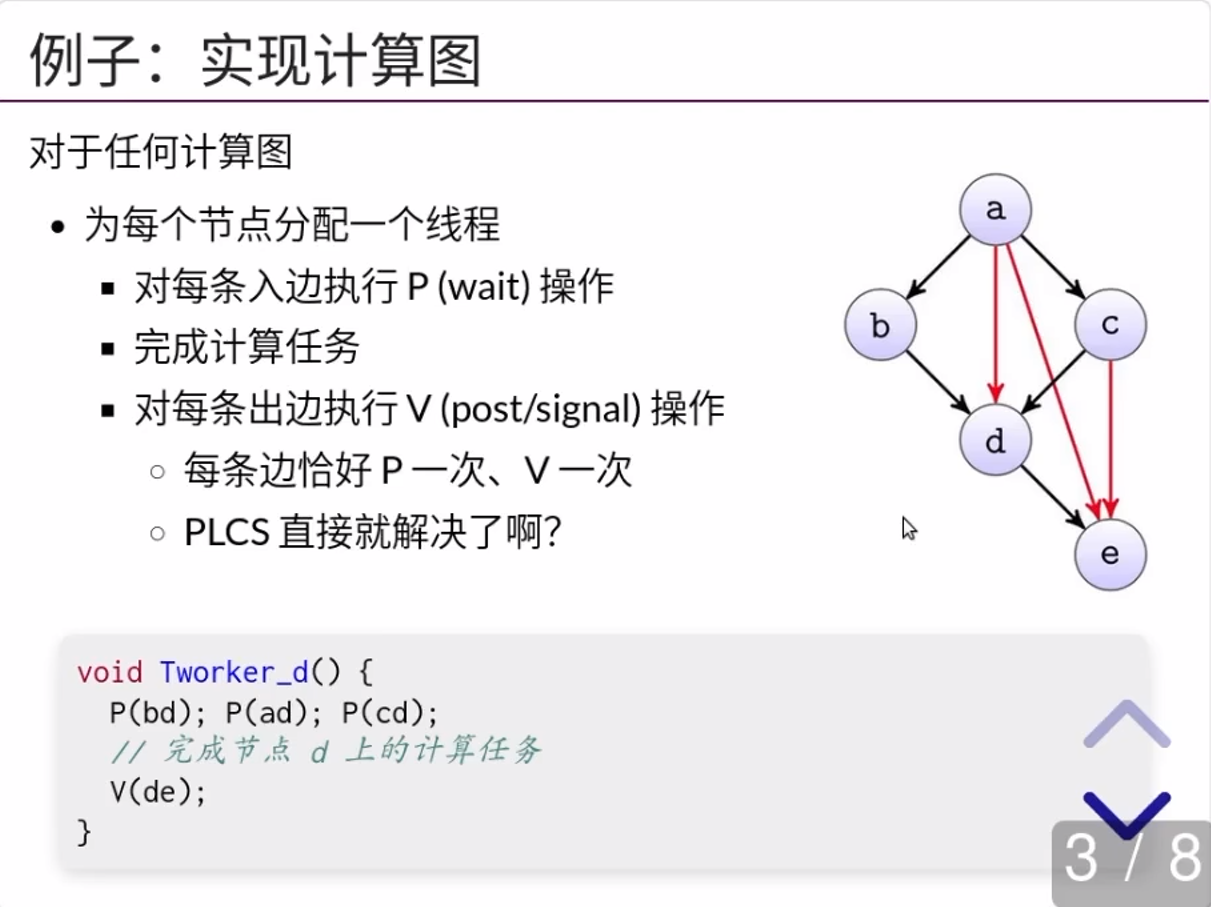 例子：实现计算图
对于任何计算图
为每个节点分配一个线程
对每条入边执行 P (wait) 操作
完成计算任务
对每条出边执行 V (post/signal) 操作
每条边恰好 P 一次、V 一次
PLCS 直接就解决了啊？
a
b
c
d
e
void Tworker_d() {
P(bd); P(ad); P(cd);
// 完成节点 d 上的计算任务
V(de);
}
3 / 8